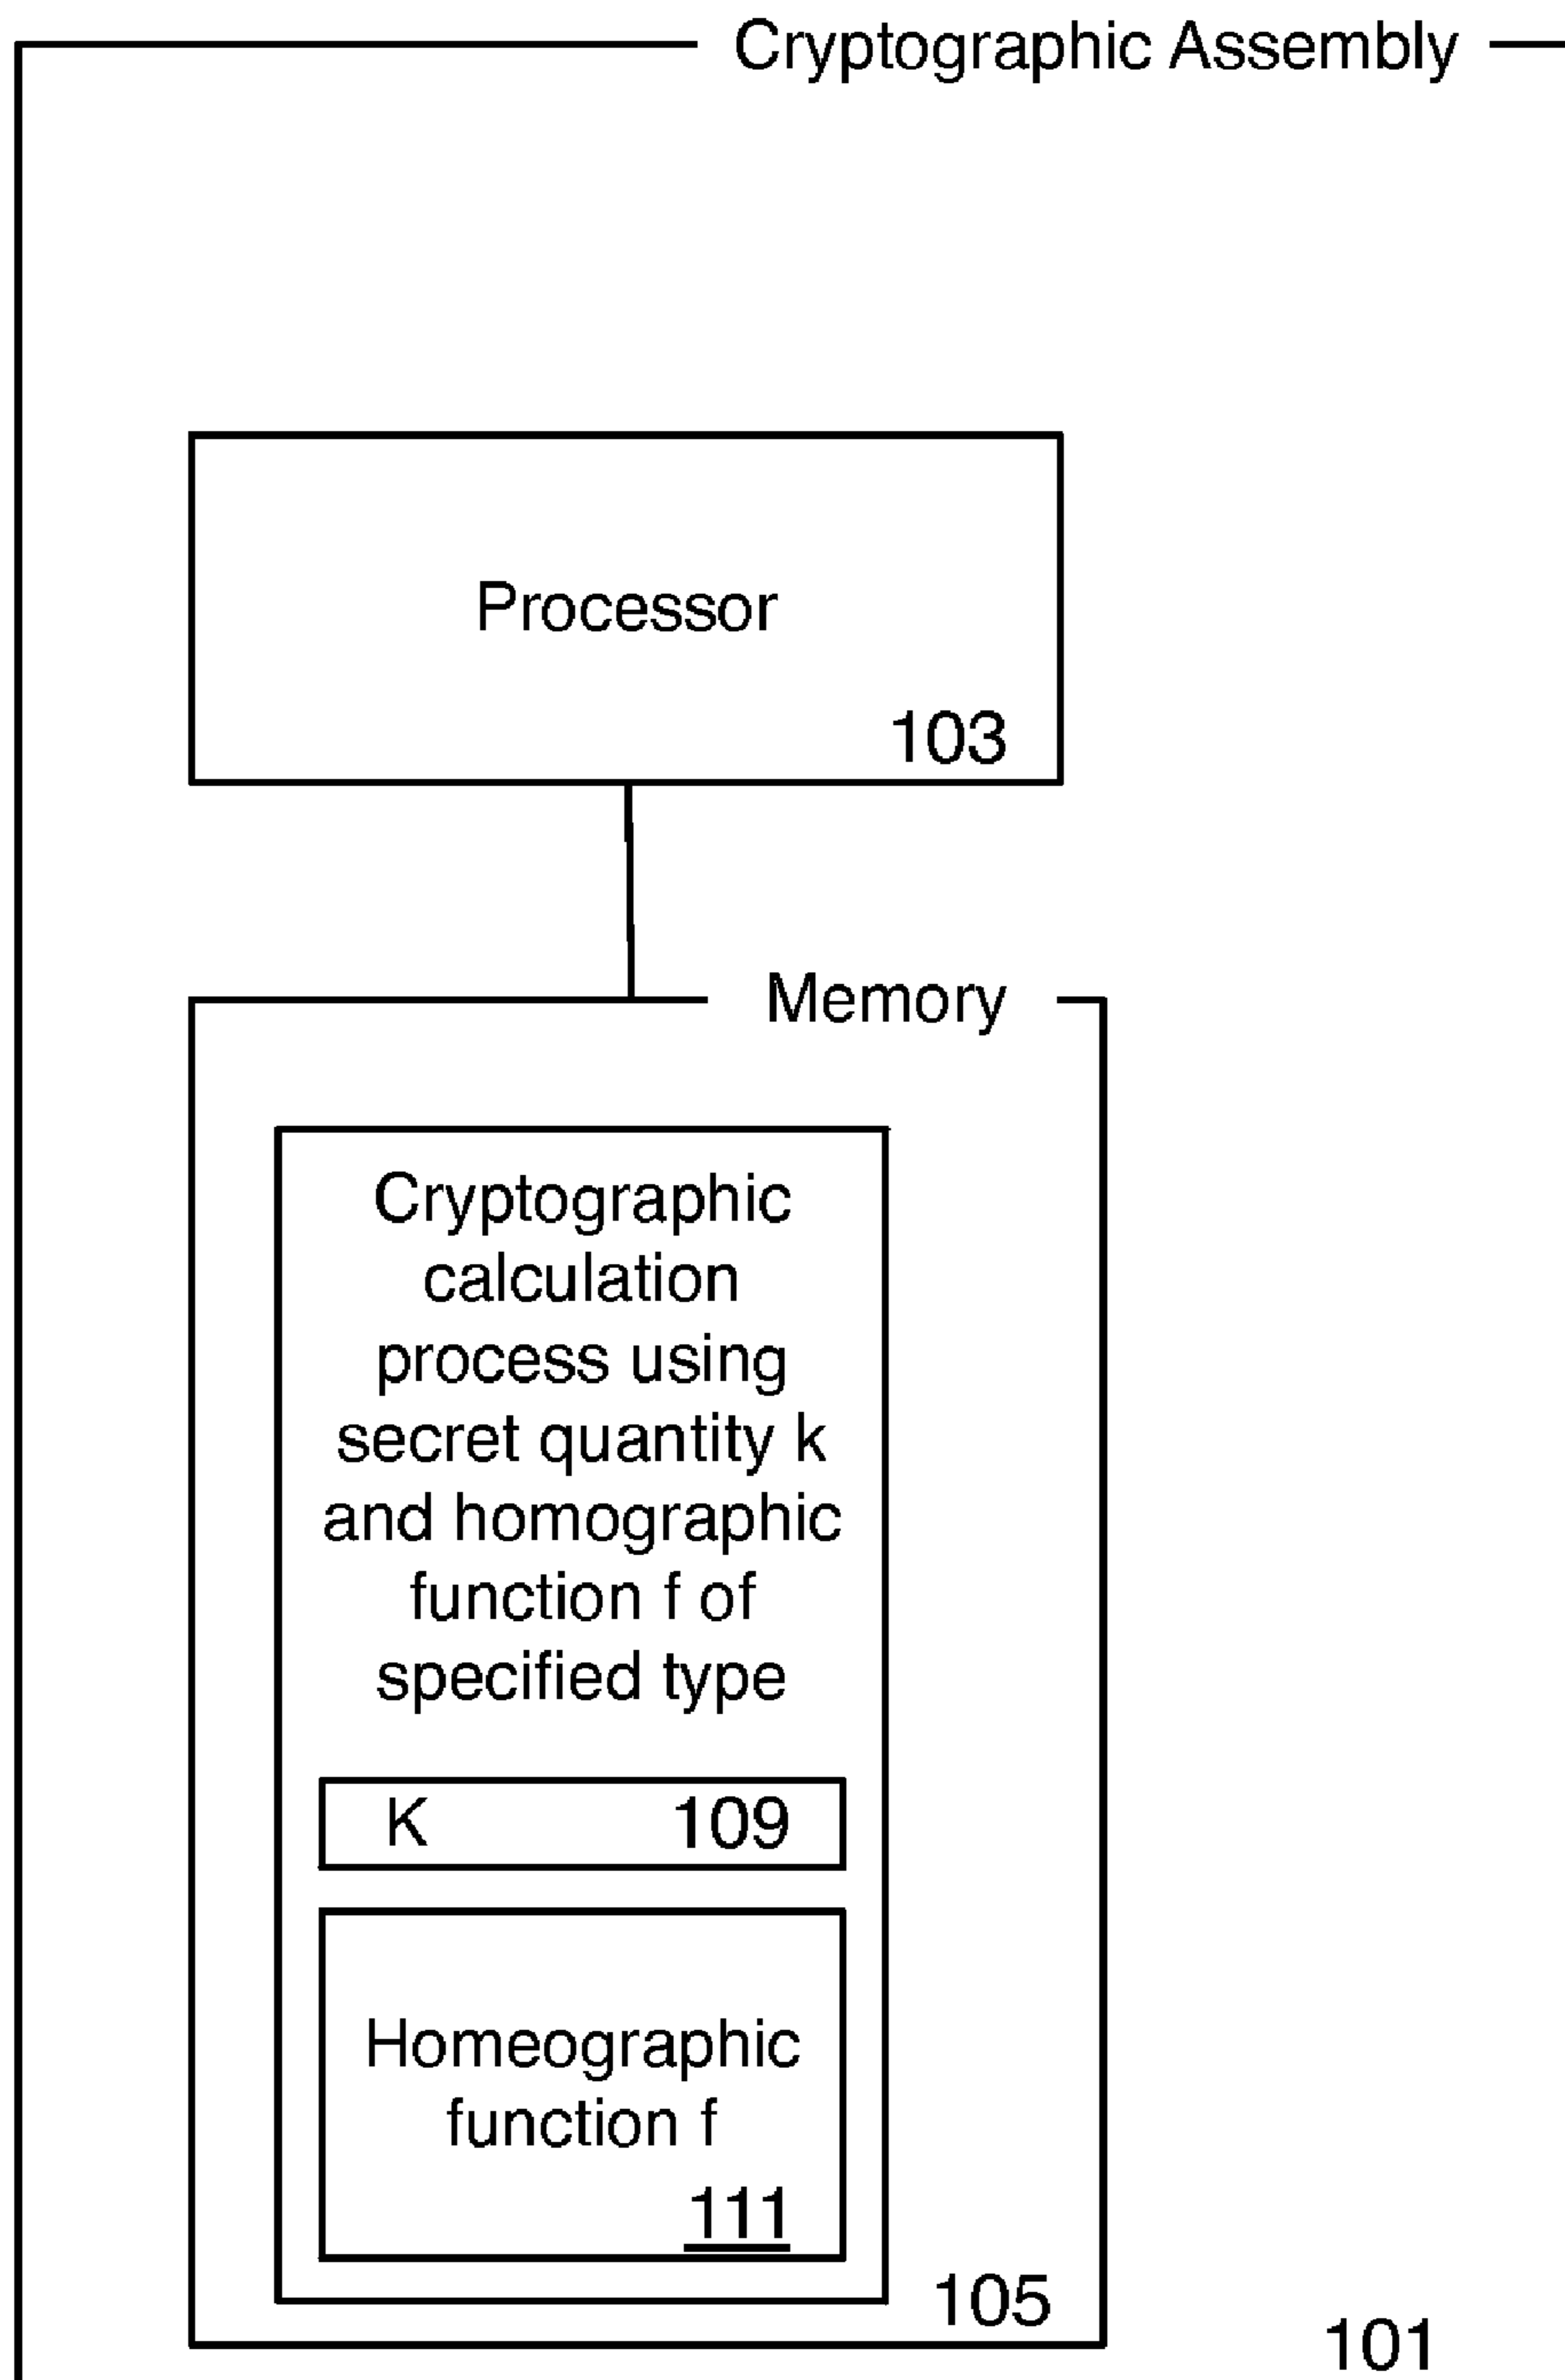 Cryptographic Assembly
Processor
103
Memory
Cryptographic
calculation
process using
secret quantity k
and homographic
function f of
specified type
K 109
Homeographic
function f
111
105
101